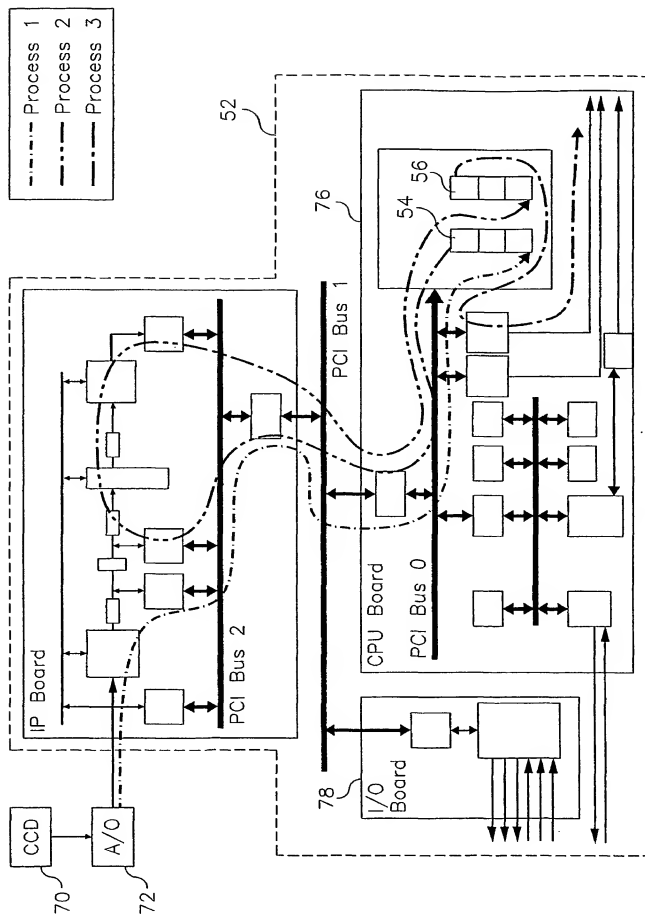 Process 1
Process 2
Process 3
52
76
56
54
IP Board
PCI Bus 2
PCI Bus 1
CPU Board
PCI Bus 0
CCD
70
A/O
72
78
I/O
Board